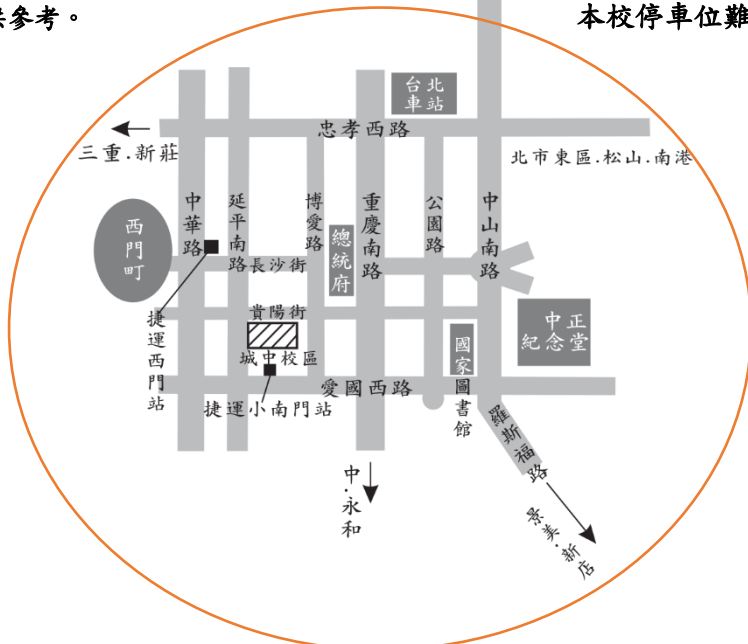 供參考。
本校停車位難
台北
車站
忠孝西路
三重.新莊
北市東區.松山.南港
中華路
延平南路
博愛路
重慶南路
公園路
中山南路
西門町
總統府
長沙街
貴陽街
中正
紀念堂
捷運西門站
城中校區
國家圖書館
愛國西路
捷運小南門站
羅斯福路
中.永和
景美.新店